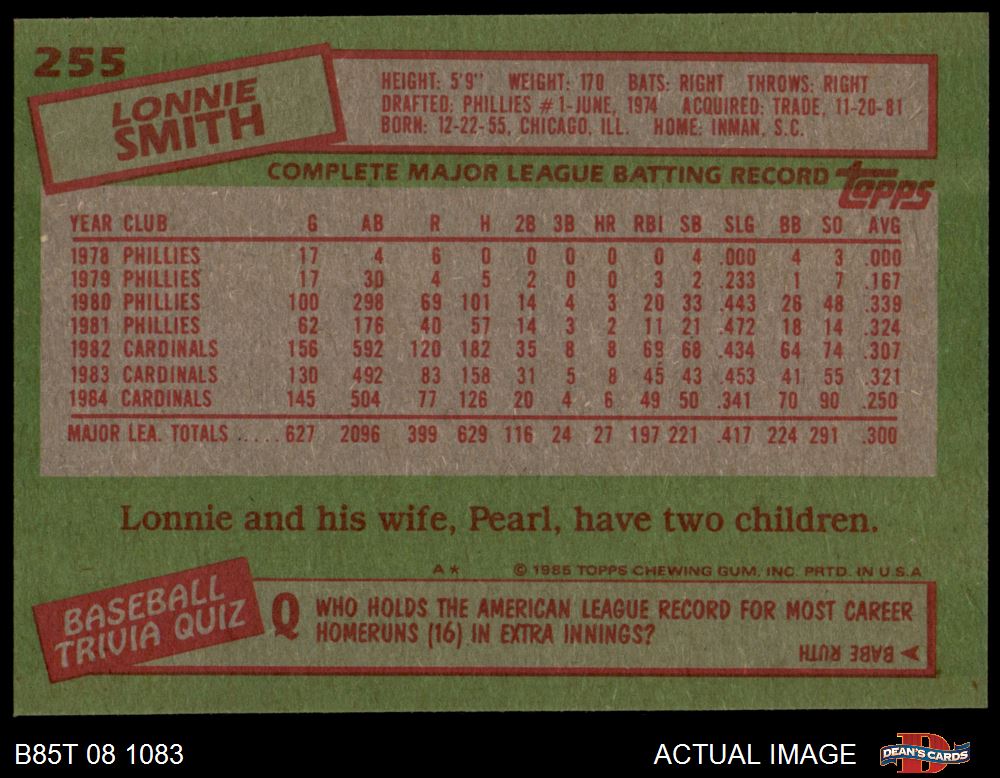 255
LONNIE
SMITH
HEIGHT: 5'9" WEIGHT: 170 BATS: RIGHT THROWS: RIGHT
DRAFTED: PHILLIES #1-JUNE, 1974 ACQUIRED: TRADE, 11-20-81
BORN: 12-22-55, CHICAGO, ILL. HOME: INMAN, S.C.
COMPLETE MAJOR LEAGUE BATTING RECORD topps
YEAR CLUB G AB R H 2B 3B HR RBI SB SLG BB SO AVG
1978 PHILLIES 17 4 6 0 0 0 0 0 4 .000 4 3 .000
1979 PHILLIES 17 30 4 5 2 0 0 3 2 .233 1 7 .167
1980 PHILLIES 100 298 69 101 14 4 3 20 33 .443 26 48 .339
1981 PHILLIES 62 176 40 57 14 3 2 11 21 .472 18 14 .324
1982 CARDINALS 156 592 120 182 35 8 8 69 68 .434 64 74 .307
1983 CARDINALS 130 492 83 158 31 5 8 45 43 .453 41 55 .321
1984 CARDINALS 145 504 77 126 20 4 6 49 50 .341 70 90 .250
MAJOR LEA. TOTALS ..... 627 2096 399 629 116 24 27 197 221 .417 224 291 .300
Lonnie and his wife, Pearl, have two children.
A* © 1985 TOPPS CHEWING GUM, INC. PRTD. IN U.S.A
BASEBALL
TRIVIA QUIZ
Q WHO HOLDS THE AMERICAN LEAGUE RECORD FOR MOST CAREER
HOMERUNS (16) IN EXTRA INNINGS?
BABE RUTH
B85T 08 1083 ACTUAL IMAGE DEAN'S CARDS